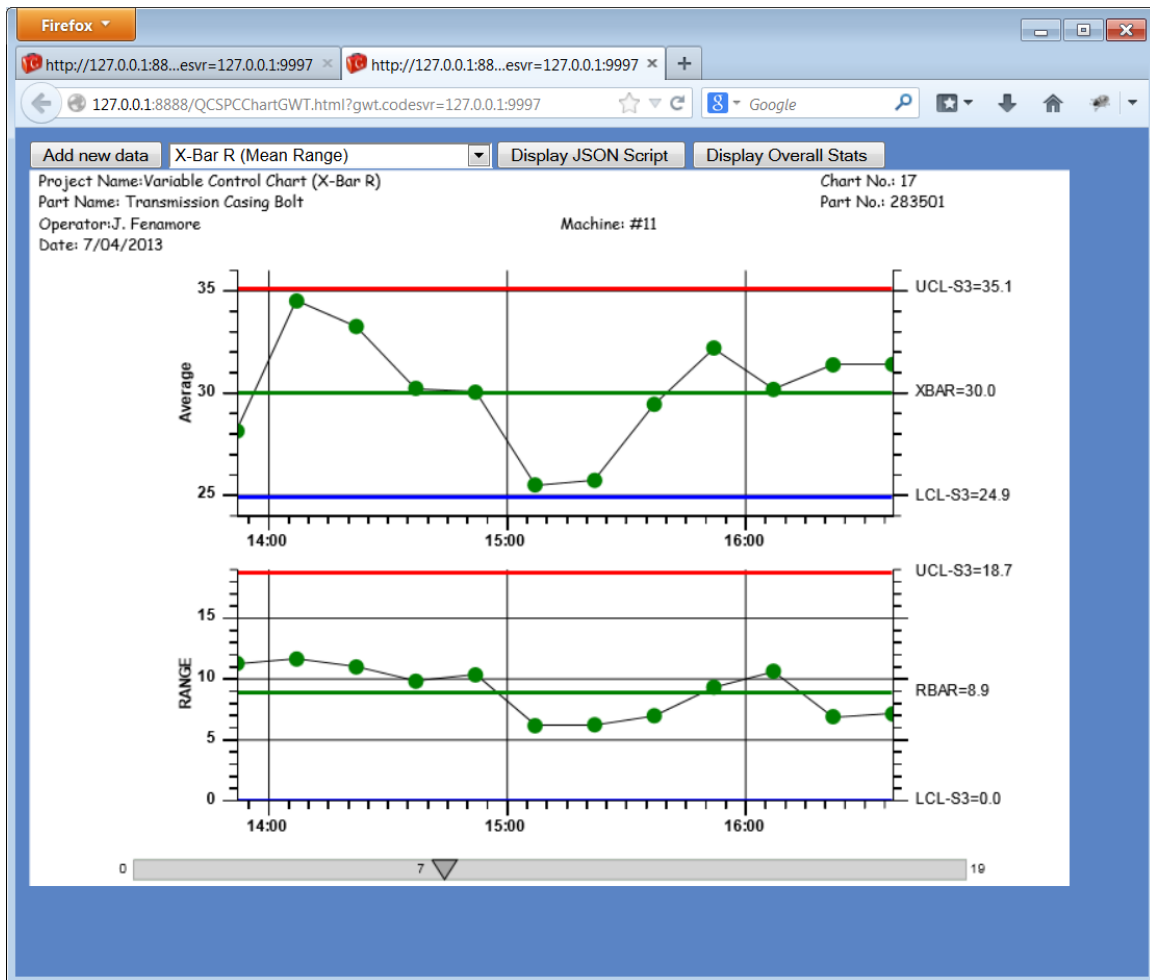 Firefox
http://127.0.0.1:88...esvr=127.0.0.1:9997 × http://127.0.0.1:88...esvr=127.0.0.1:9997 × +
127.0.0.1:8888/QCSPCChartGWT.html?gwt.codesvr=127.0.0.1:9997 8 Google
Add new data X-Bar R (Mean Range) Display JSON Script Display Overall Stats
Project Name:Variable Control Chart (X-Bar R) Chart No.: 17
Part Name: Transmission Casing Bolt Part No.: 283501
Operator:J. Fenamore Machine: #11
Date: 7/04/2013
35 UCL-S3=35.1
Average
30 XBAR=30.0
25 LCL-S3=24.9
14:00 15:00 16:00
UCL-S3=18.7
15
RANGE
10 RBAR=8.9
5
0 LCL-S3=0.0
14:00 15:00 16:00
0 7 19